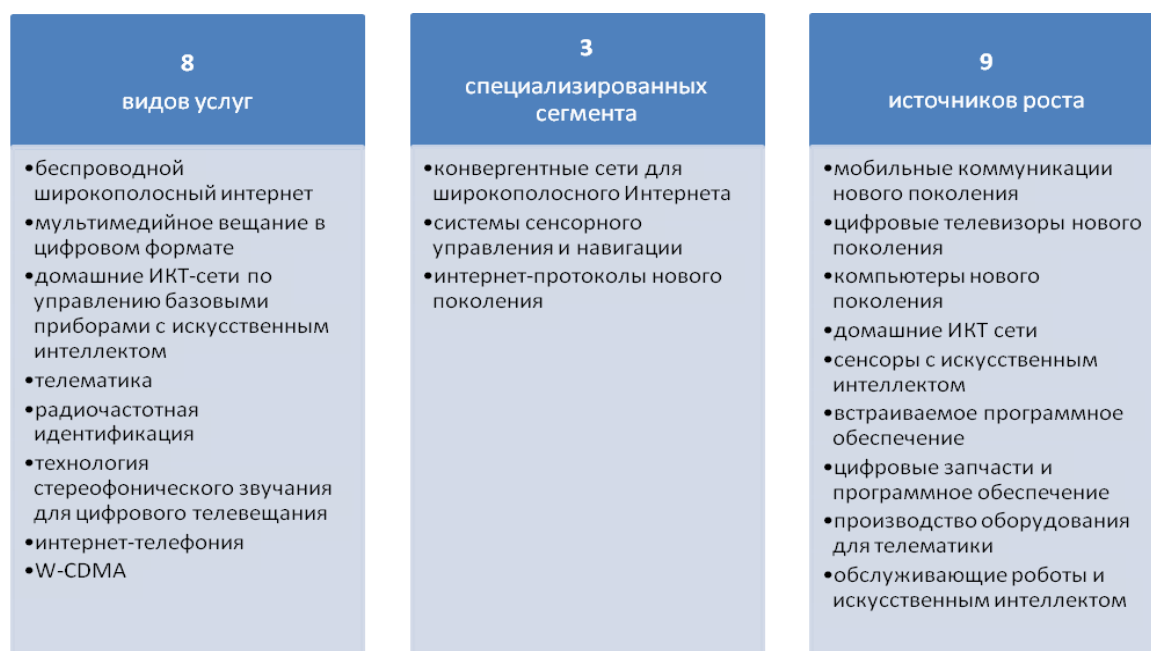 8
видов услуг
•беспроводной
широкополосный интернет
•мультимедийное вещание в
цифровом формате
•домашние ИКТ-сети по
управлению базовыми
приборами с искусственным
интеллектом
•телематика
•радиочастотная
идентификация
•технология
стереофонического звучания
для цифрового телевещания
•интернет-телефония
•W-CDMA
3
специализированных
сегмента
•конвергентные сети для
широкополосного Интернета
•системы сенсорного
управления и навигации
•интернет-протоколы нового
поколения
9
источников роста
•мобильные коммуникации
нового поколения
•цифровые телевизоры нового
поколения
•компьютеры нового
поколения
•домашние ИКТ сети
•сенсоры с искусственным
интеллектом
•встраиваемое программное
обеспечение
•цифровые запчасти и
программное обеспечение
•производство оборудования
для телематики
•обслуживающие роботы и
искусственным интеллектом